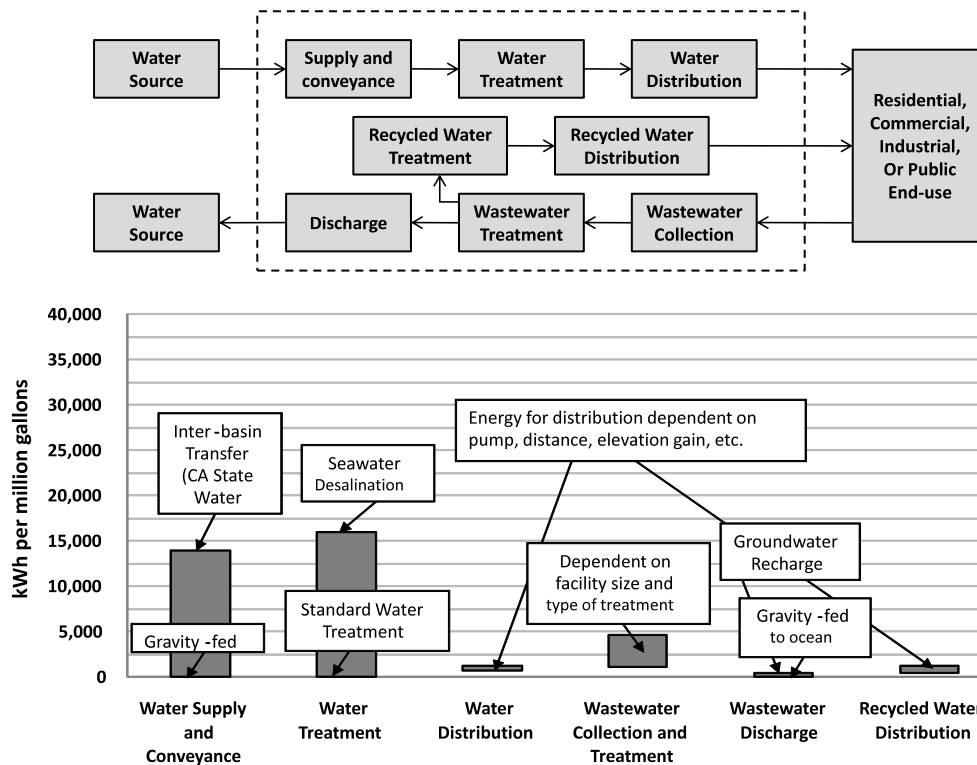 Water
Source
Supply and
conveyance
Water
Treatment
Water
Distribution
Residential,
Commercial,
Industrial,
Or Public
End-use
Recycled Water
Treatment
Recycled Water
Distribution
Water
Source
Discharge
Wastewater
Treatment
Wastewater
Collection
kWh per million gallons
40,000
35,000
30,000
25,000
20,000
15,000
10,000
5,000
0
Inter-basin
Transfer
(CA State
Water
Gravity -fed
Seawater
Desalination
Standard Water
Treatment
Energy for distribution dependent on
pump, distance, elevation gain, etc.
Dependent on
facility size and
type of treatment
Groundwater
Recharge
Gravity -fed
to ocean
Water Supply
and
Conveyance
Water
Treatment
Water
Distribution
Wastewater
Collection and
Treatment
Wastewater
Discharge
Recycled Water
Distribution